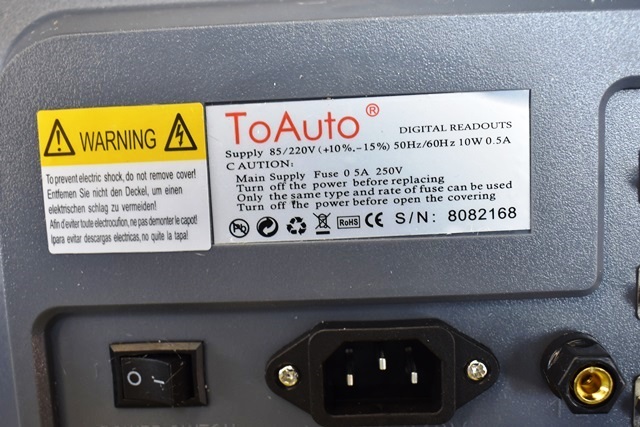 WARNING
To prevent electric shock, do not remove cover!
Entfernen Sie nicht den Deckel, um einen
elektrischen schlag zu vermeiden!
Afin d'eviter toute electrocufion, ne pas demonter le capot!
!para evitar descargas electricas, no quite la tapa!
ToAuto®
DIGITAL READOUTS
Supply 85/220V (+10%,-15%) 50Hz/60Hz 10W 0.5A
CAUTION:
Main Supply Fuse 0 5A 250V
Turn off the power before replacing
Only the same type and rate of fuse can be used
Turn off the power before open the covering
Pb RoHS CE S/N: 8082168